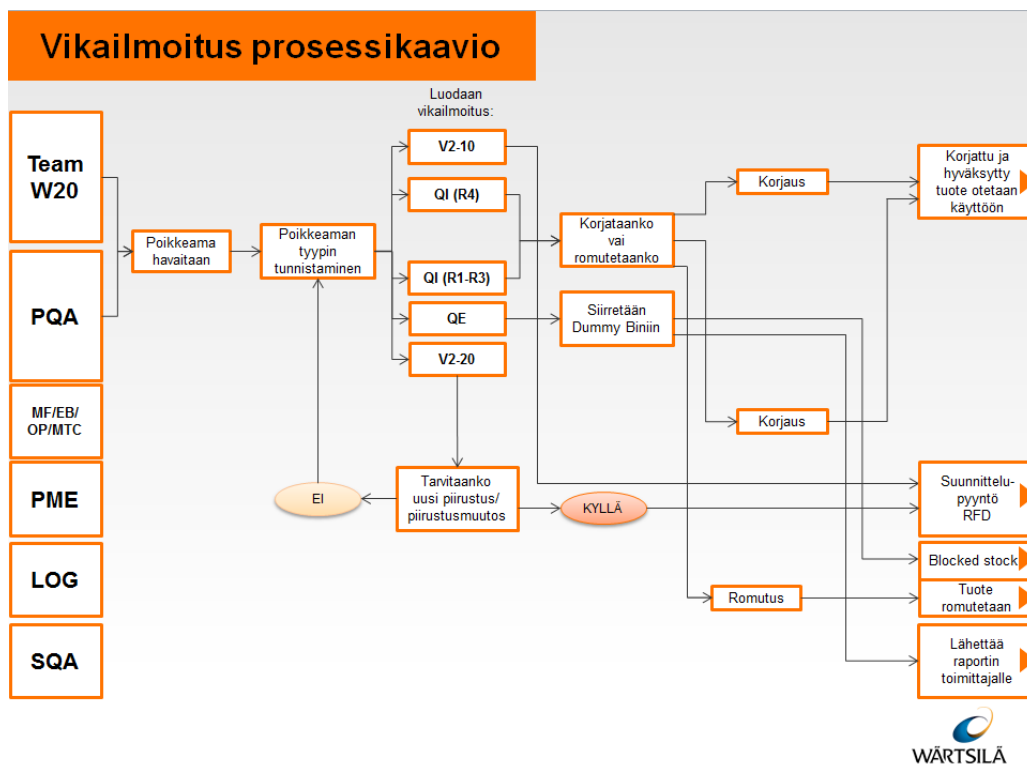 Vikailmoitus prosessikaavio
Luodaan
vikailmoitus:
Team
W20
PQA
MF/EB/
OP/MTC
PME
LOG
SQA
Poikkeama
havaitaan
Poikkeaman
tyypin
tunnistaminen
V2-10
QI (R4)
QI (R1-R3)
QE
V2-20
Tarvitaanko
uusi piirustus/
piirustusmuutos
EI
KYLLÄ
Korjataanko
vai
romutetaanko
Siirretään
Dummy Biniin
Korjaus
Korjaus
Romutus
Korjattu ja
hyväksytty
tuote otetaan
käyttöön
Suunnittelu-
pyyntö
RFD
Blocked stock
Tuote
romutetaan
Lähettää
raportin
toimittajalle
WÄRTSILÄ